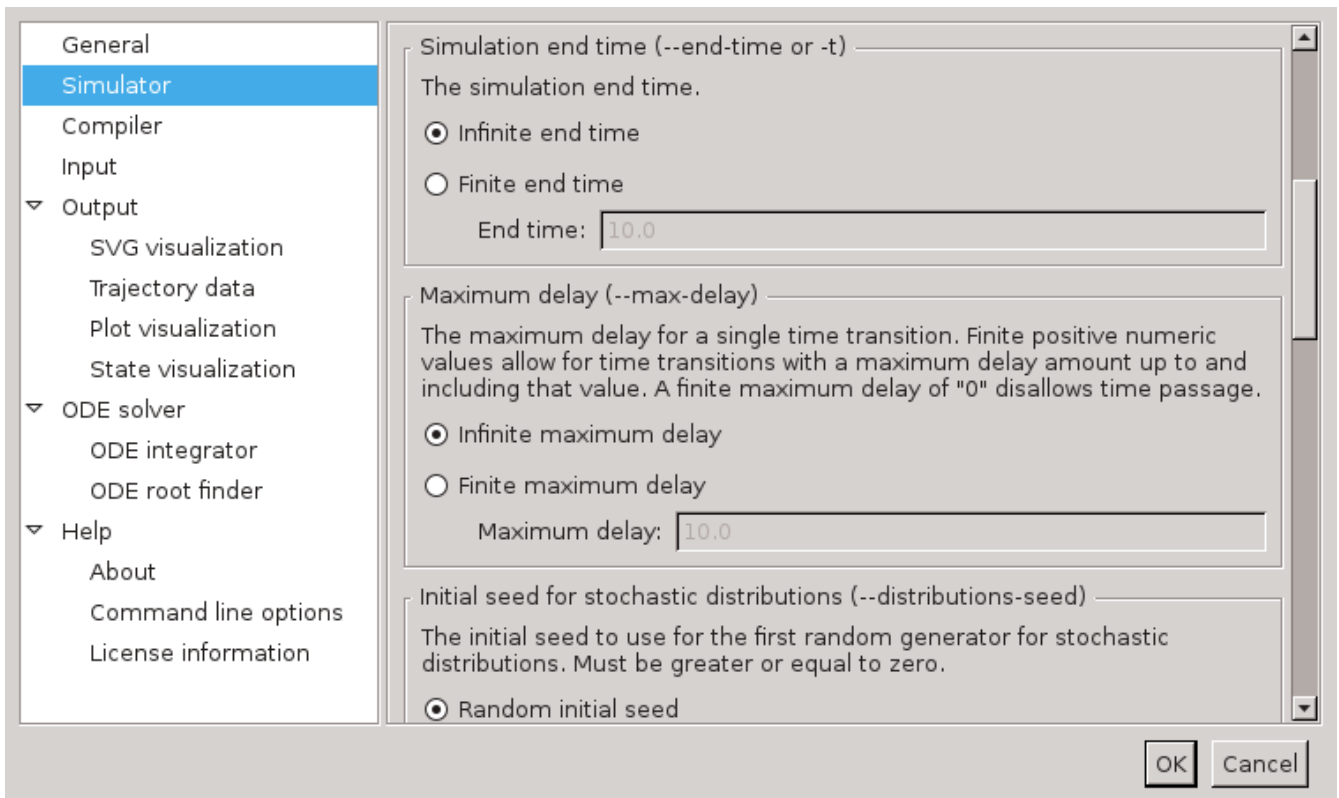 General
Simulator
Compiler
Input
Output
SVG visualization
Trajectory data
Plot visualization
State visualization
ODE solver
ODE integrator
ODE root finder
Help
About
Command line options
License information
Simulation end time (--end-time or -t)
The simulation end time.
Infinite end time
Finite end time
End time: 10.0
Maximum delay (--max-delay)
The maximum delay for a single time transition. Finite positive numeric
values allow for time transitions with a maximum delay amount up to and
including that value. A finite maximum delay of "0" disallows time passage.
Infinite maximum delay
Finite maximum delay
Maximum delay: 10.0
Initial seed for stochastic distributions (--distributions-seed)
The initial seed to use for the first random generator for stochastic
distributions. Must be greater or equal to zero.
Random initial seed
OK Cancel